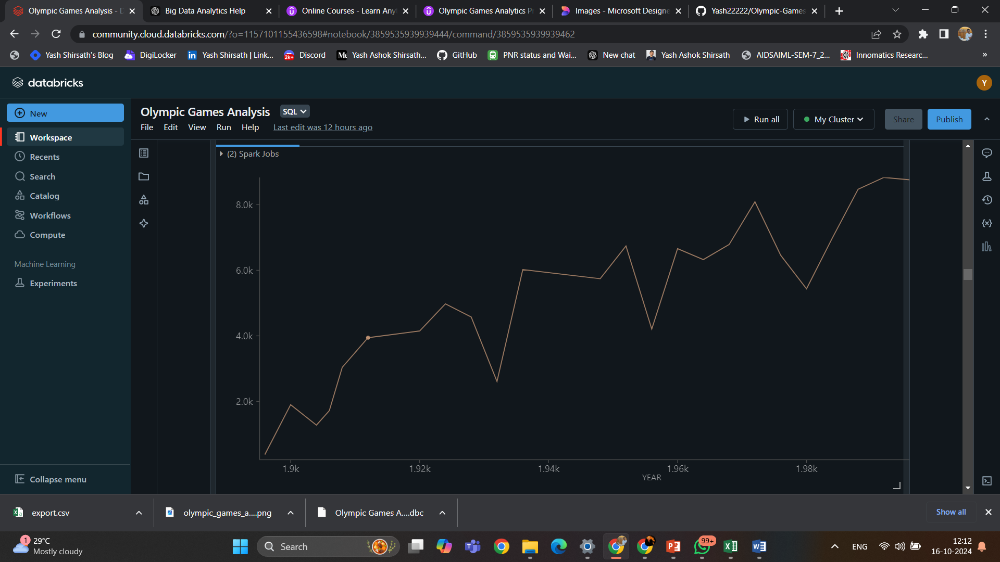 Olympic Games Analysis - D
Big Data Analytics Help
Online Courses - Learn Any
Olympic Games Analytics Pr
Images - Microsoft Designe
Yash22222/Olympic-Games
community.cloud.databricks.com/?o=1157101155436598#notebook/3859535939939444/command/3859535939939462
Yash Shirsath's Blog
DigiLocker
Yash Shirsath | Link...
2k+
Discord
Yash Ashok Shirsath...
GitHub
PNR status and Wai...
New chat
Yash Ashok Shirsath
AIDSAIML-SEM-7_2...
Innomatics Researc...
»
databricks
Y
New
Workspace
Recents
Search
Catalog
Workflows
Compute
Machine Learning
Experiments
Collapse menu
Olympic Games Analysis
SQL
File Edit View Run Help Last edit was 12 hours ago
Run all
My Cluster
Share
Publish
(2) Spark Jobs
8.0k
6.0k
4.0k
2.0k
1.9k 1.92k 1.94k 1.96k 1.98k
YEAR
export.csv
olympic_games_a....png
Olympic Games A....dbc
Show all
1
29°C
Mostly cloudy
Search
99+
ENG
12:12
16-10-2024